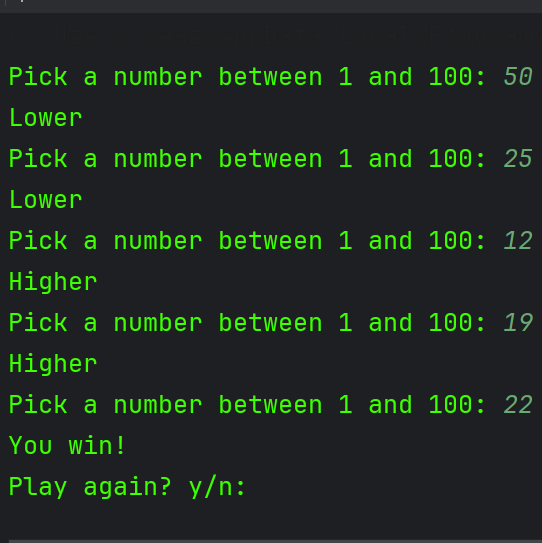 Pick a number between 1 and 100: 50
Lower
Pick a number between 1 and 100: 25
Lower
Pick a number between 1 and 100: 12
Higher
Pick a number between 1 and 100: 19
Higher
Pick a number between 1 and 100: 22
You win!
Play again? y/n: